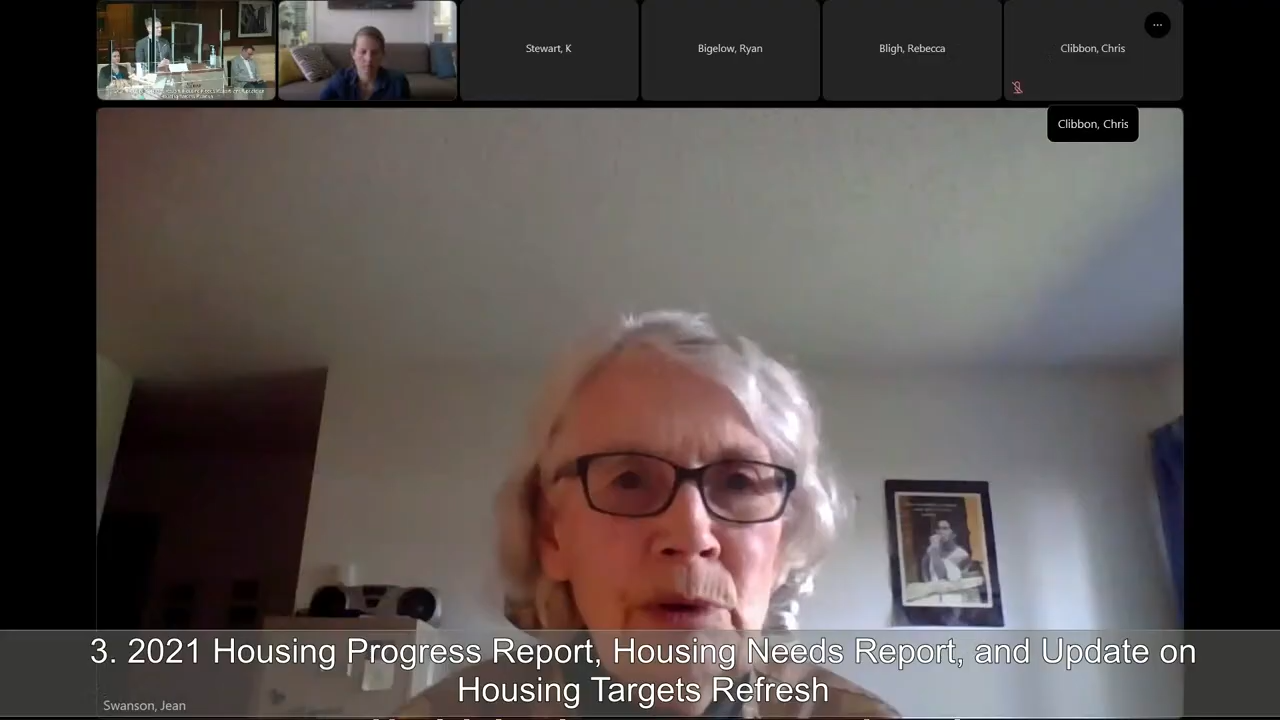 Stewart, K
Bigelow, Ryan
Bligh, Rebecca
Clibbon, Chris
Clibbon, Chris
3. 2021 Housing Progress Report, Housing Needs Report, and Update on
Housing Targets Refresh
Swanson, Jean